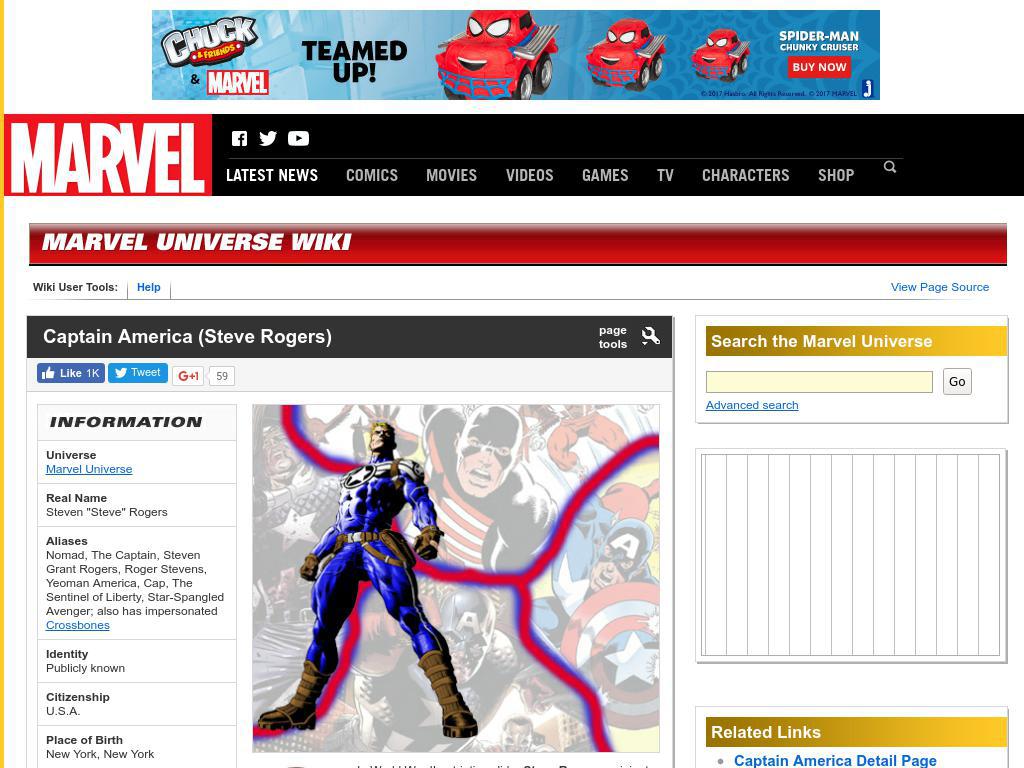 CHUCK
& FRIENDS
& MARVEL
TEAMED
UP!
SPIDER-MAN
CHUNKY CRUISER
BUY NOW
© 2017 Hasbro. All Rights Reserved. © 2017 MARVEL
MARVEL
LATEST NEWS COMICS MOVIES VIDEOS GAMES TV CHARACTERS SHOP
MARVEL UNIVERSE WIKI
Wiki User Tools: Help View Page Source
Captain America (Steve Rogers)
page
tools
Like 1K Tweet G+1 59
INFORMATION
Universe
Marvel Universe
Real Name
Steven "Steve" Rogers
Aliases
Nomad, The Captain, Steven
Grant Rogers, Roger Stevens,
Yeoman America, Cap, The
Sentinel of Liberty, Star-Spangled
Avenger; also has impersonated
Crossbones
Identity
Publicly known
Citizenship
U.S.A.
Place of Birth
New York, New York
Search the Marvel Universe
Go
Advanced search
Related Links
Captain America Detail Page